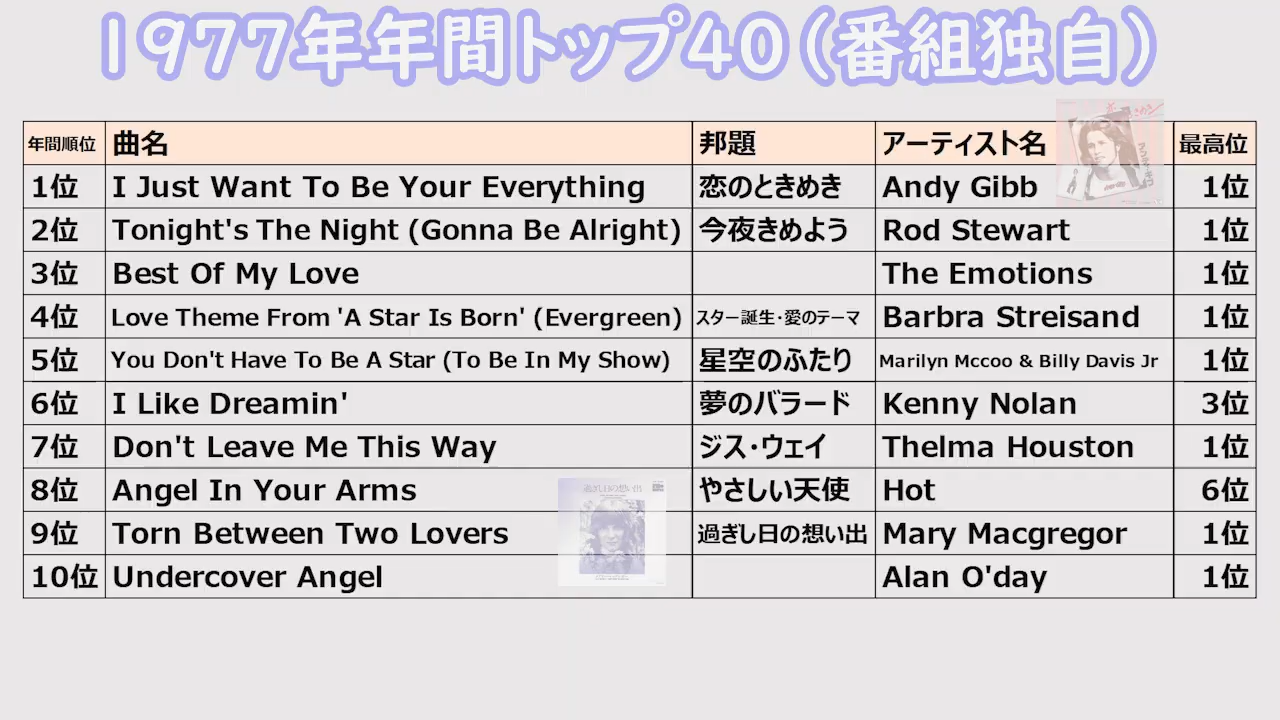 1977年年間トップ40（番組独自）
年間順位 曲名 邦題 アーティスト名 最高位
1位 I Just Want To Be Your Everything 恋のときめき Andy Gibb 1位
2位 Tonight's The Night (Gonna Be Alright) 今夜きめよう Rod Stewart 1位
3位 Best Of My Love The Emotions 1位
4位 Love Theme From 'A Star Is Born' (Evergreen) スター誕生・愛のテーマ Barbra Streisand 1位
5位 You Don't Have To Be A Star (To Be In My Show) 星空のふたり Marilyn Mccoo & Billy Davis Jr 1位
6位 I Like Dreamin' 夢のバラード Kenny Nolan 3位
7位 Don't Leave Me This Way ジス・ウェイ Thelma Houston 1位
8位 Angel In Your Arms やさしい天使 Hot 6位
9位 Torn Between Two Lovers 過ぎし日の想い出 Mary Macgregor 1位
10位 Undercover Angel Alan O'day 1位
過ぎし日の想い出